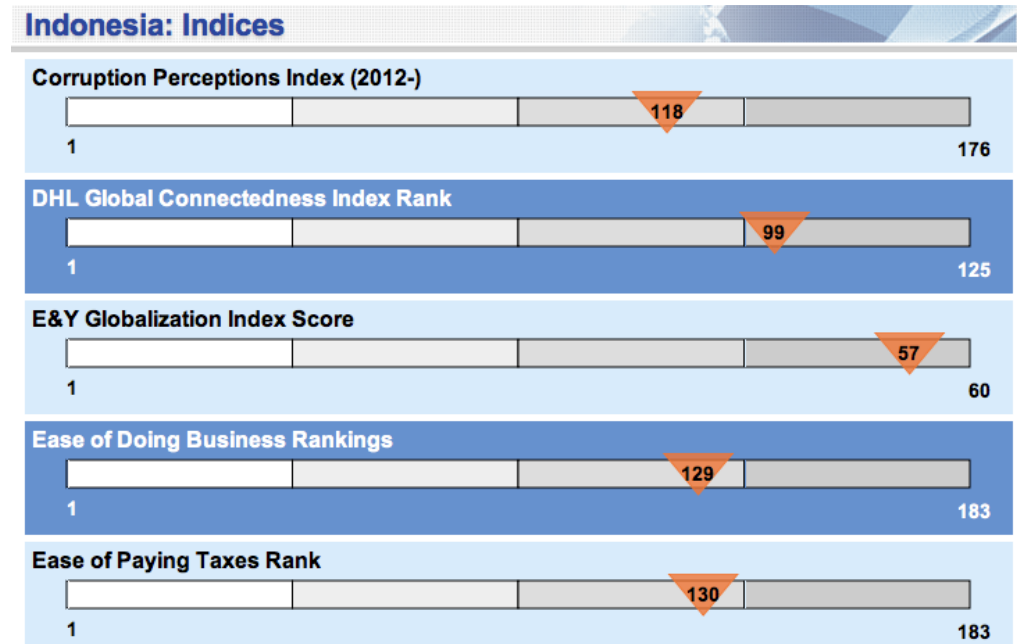 Indonesia: Indices
Corruption Perceptions Index (2012-)
118
1 176
DHL Global Connectedness Index Rank
99
1 125
E&Y Globalization Index Score
57
1 60
Ease of Doing Business Rankings
129
1 183
Ease of Paying Taxes Rank
130
1 183